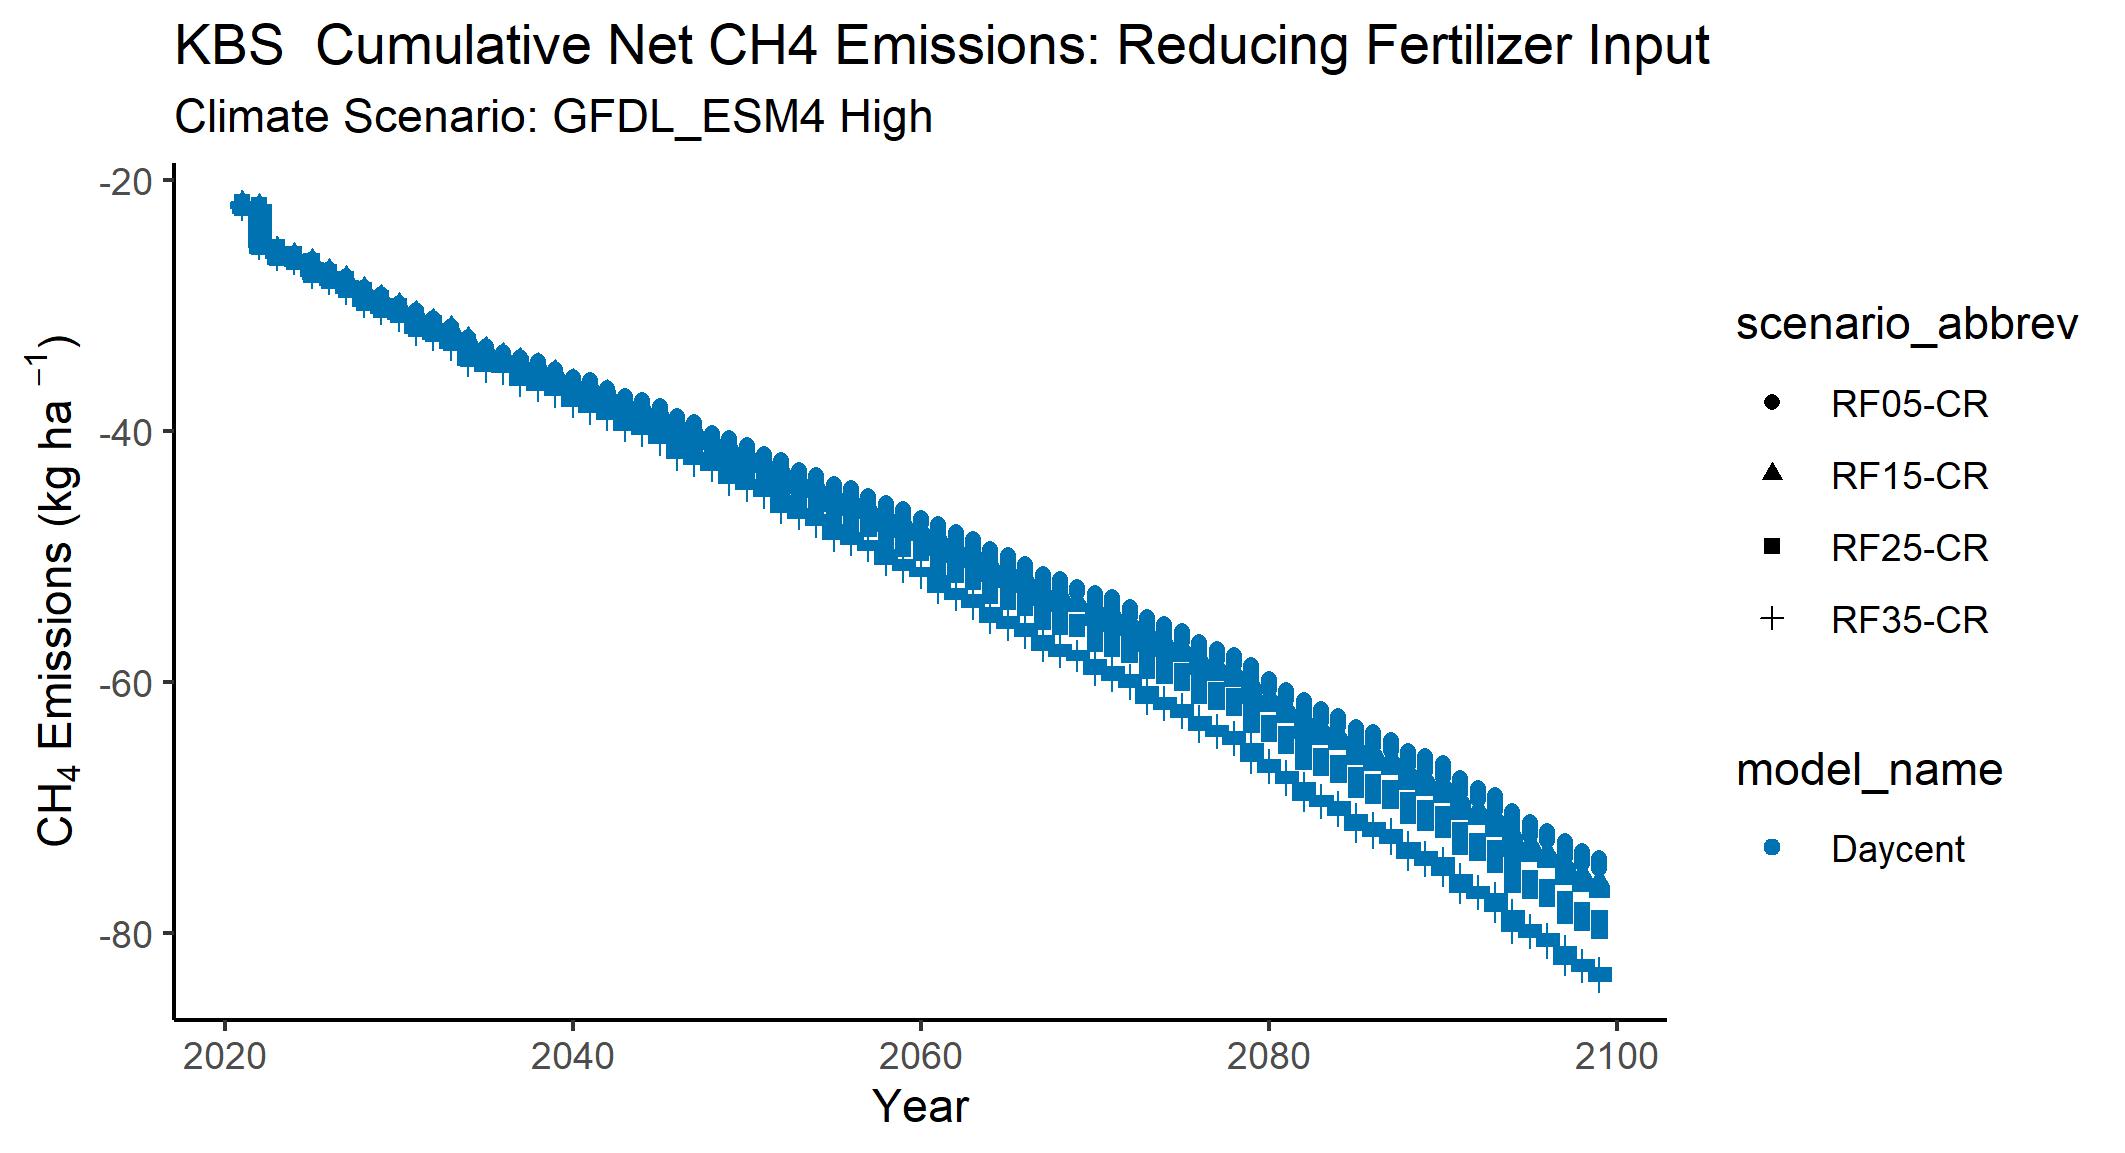 KBS  Cumulative Net CH4 Emissions: Reducing Fertilizer Input
Climate Scenario: GFDL_ESM4 High
CH₄ Emissions (kg ha ⁻¹)
-20
-40
-60
-80
2020
2040
2060
2080
2100
Year
scenario_abbrev
RF05-CR
RF15-CR
RF25-CR
RF35-CR
model_name
Daycent